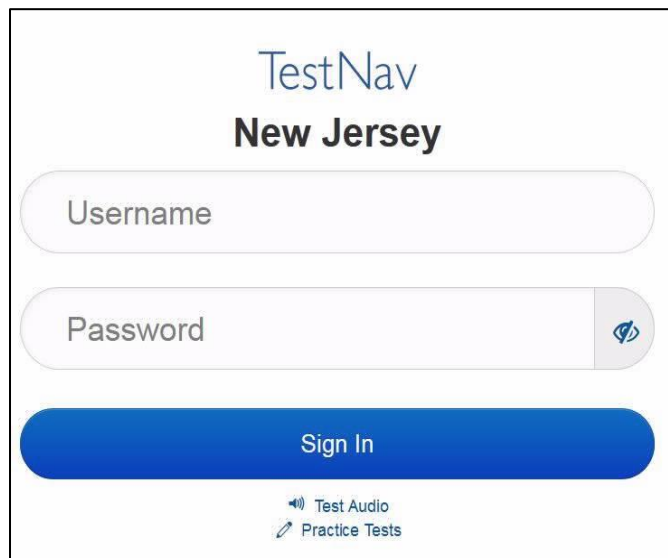 TestNav
New Jersey
Username
Password
Sign In
Test Audio
Practice Tests